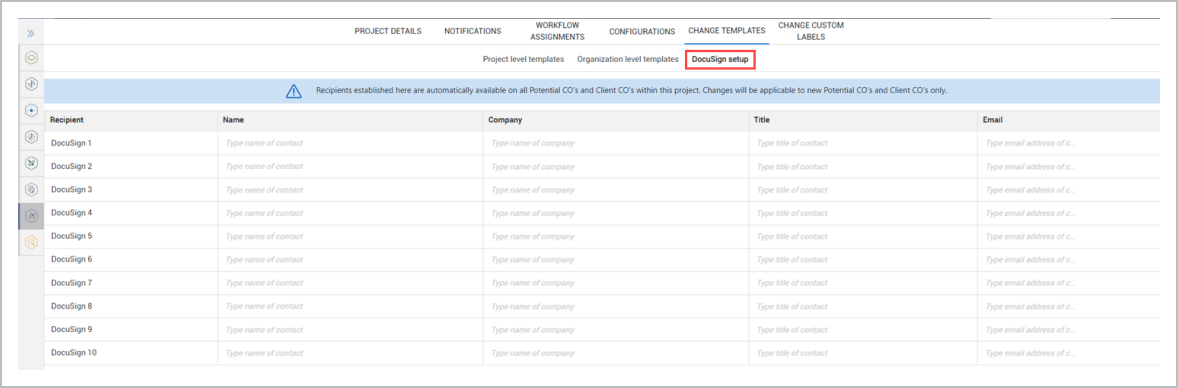 PROJECT DETAILS NOTIFICATIONS WORKFLOW ASSIGNMENTS CONFIGURATIONS CHANGE TEMPLATES CHANGE CUSTOM LABELS
Project level templates Organization level templates DocuSign setup
Recipients established here are automatically available on all Potential CO's and Client CO's within this project. Changes will be applicable to new Potential CO's and Client CO's only.
Recipient Name Company Title Email
DocuSign 1 Type name of contact Type name of company Type title of contact Type email address of c...
DocuSign 2 Type name of contact Type name of company Type title of contact Type email address of c...
DocuSign 3 Type name of contact Type name of company Type title of contact Type email address of c...
DocuSign 4 Type name of contact Type name of company Type title of contact Type email address of c...
DocuSign 5 Type name of contact Type name of company Type title of contact Type email address of c...
DocuSign 6 Type name of contact Type name of company Type title of contact Type email address of c...
DocuSign 7 Type name of contact Type name of company Type title of contact Type email address of c...
DocuSign 8 Type name of contact Type name of company Type title of contact Type email address of c...
DocuSign 9 Type name of contact Type name of company Type title of contact Type email address of c...
DocuSign 10 Type name of contact Type name of company Type title of contact Type email address of c...